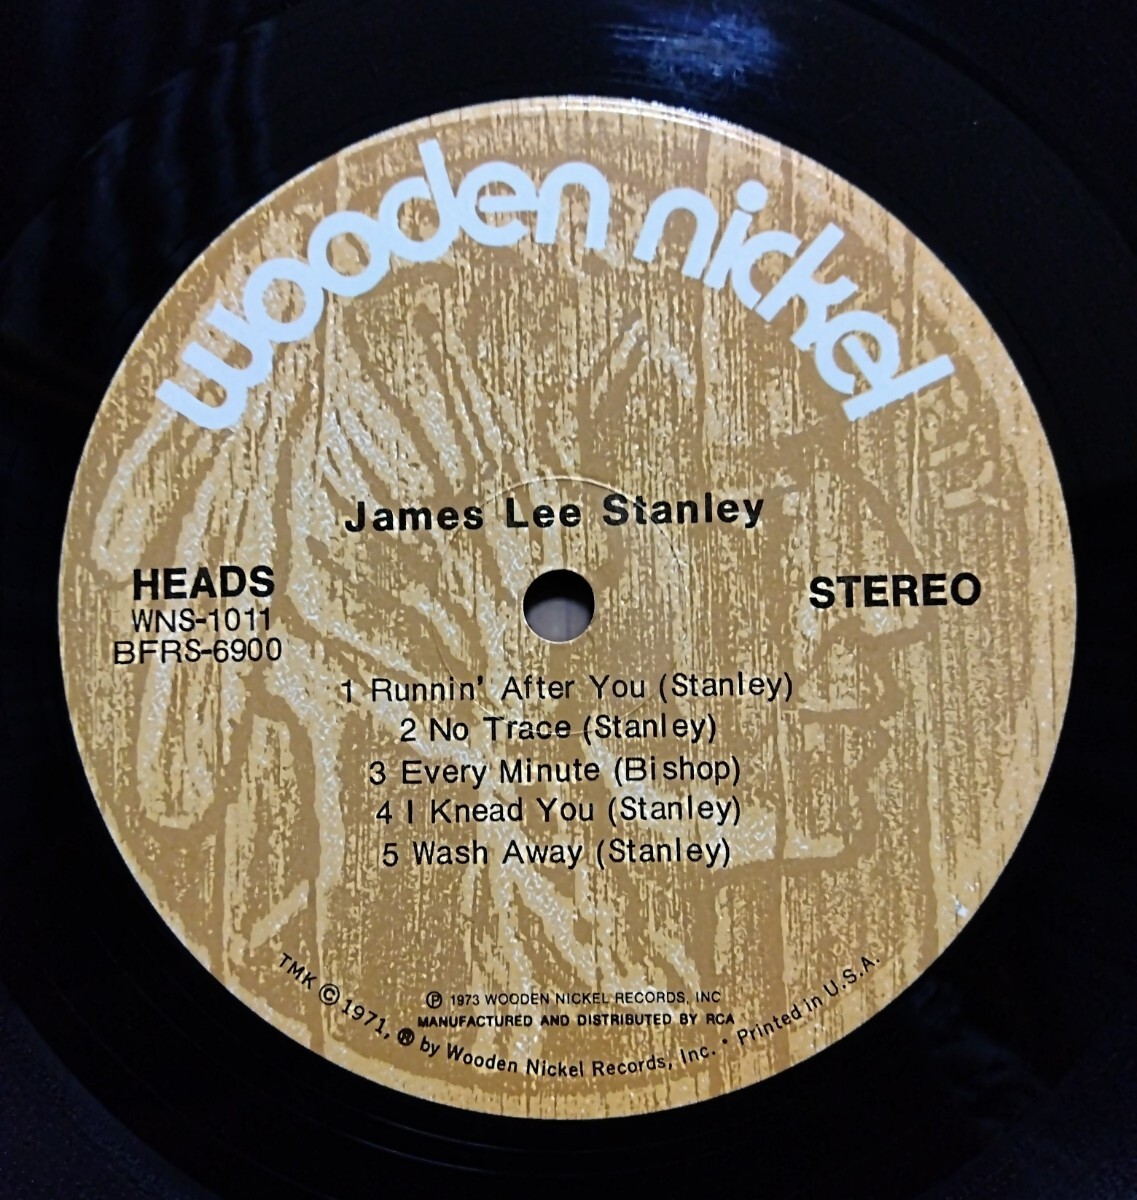 wooden nickel
James Lee Stanley
HEADS
WNS-1011
BFRS-6900
STEREO
1 Runnin' After You (Stanley)
2 No Trace (Stanley)
3 Every Minute (Bishop)
4 I Knead You (Stanley)
5 Wash Away (Stanley)
℗ 1973 WOODEN NICKEL RECORDS, INC
MANUFACTURED AND DISTRIBUTED BY RCA
TMK © 1971, ® by Wooden Nickel Records, Inc. • Printed in U.S.A.